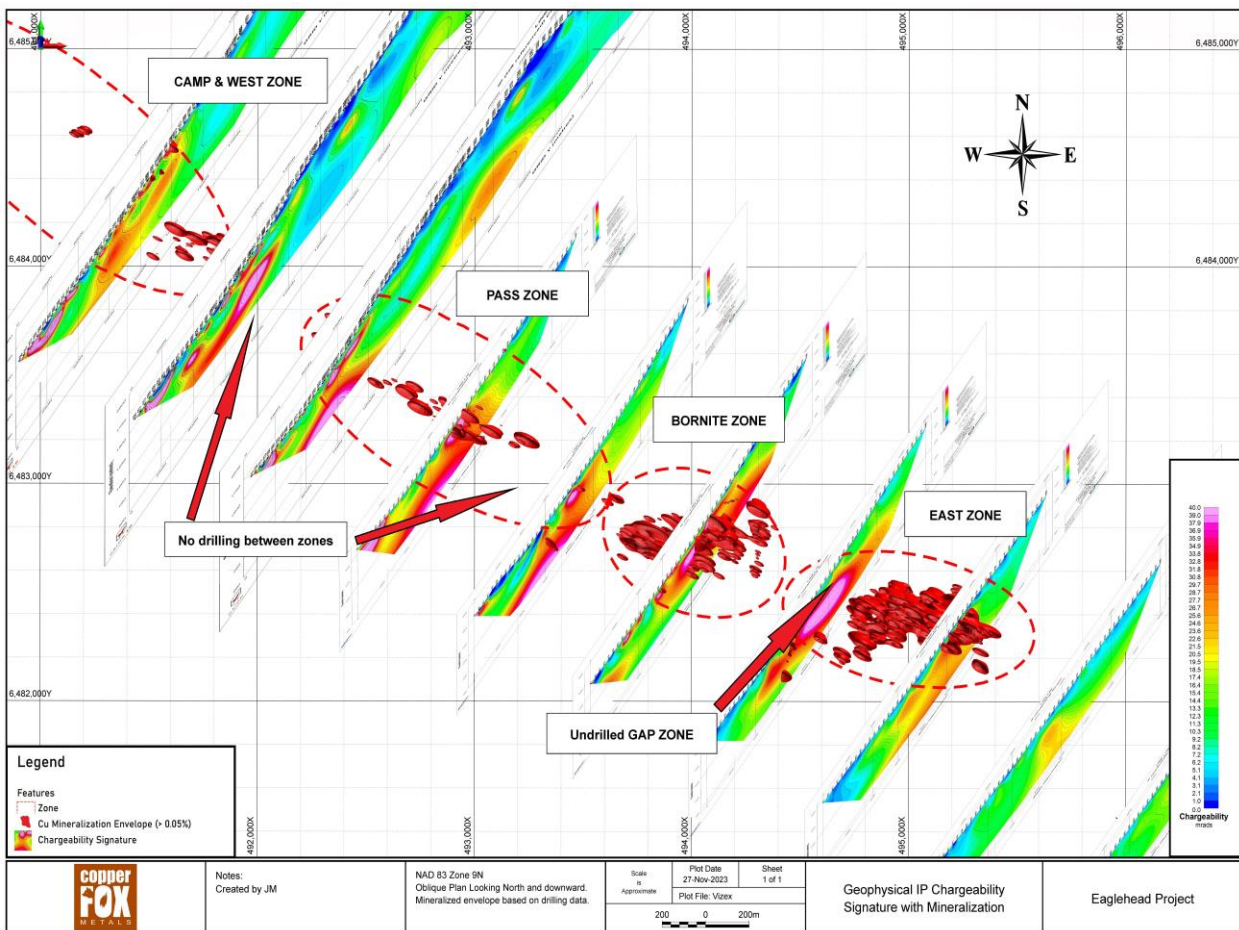 6,485,000Y
493,000X
494,000X
495,000X
496,000X
6,485,000Y
CAMP & WEST ZONE
N
W
E
S
6,484,000Y
6,484,000Y
PASS ZONE
BORNITE ZONE
6,483,000Y
EAST ZONE
No drilling between zones
40.0
39.0
37.9
36.9
35.9
34.9
33.8
32.8
31.8
30.8
29.7
28.7
27.7
26.7
25.6
24.6
23.6
22.6
21.5
20.5
19.5
18.5
17.4
16.4
15.4
14.4
13.3
12.3
11.3
10.3
9.2
8.2
7.2
6.2
5.1
4.1
3.1
2.1
1.0
0.0
Chargeability
mrads
6,482,000Y
Undrilled GAP ZONE
Legend
Features
Zone
Cu Mineralization Envelope (> 0.05%)
Chargeability Signature
492,000X
493,000X
494,000X
495,000X
copper
FOX
METALS
Notes:
Created by JM
NAD 83 Zone 9N
Oblique Plan Looking North and downward.
Mineralized envelope based on drilling data.
Scale
is
Approximate
Plot Date
27-Nov-2023
Sheet
1 of 1
Plot File: Vizex
200 0 200m
Geophysical IP Chargeability
Signature with Mineralization
Eaglehead Project